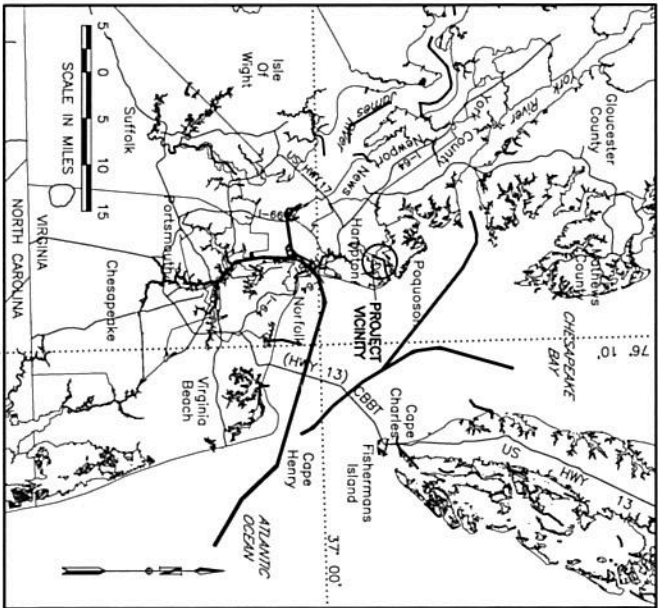 Gloucester
County
York
River
York
County
Mathews
County
CHESAPEAKE
BAY
76 10'
I-64
Newport
News
James River
Isle
Of
Wight
US HWY 17
Poquoson
Hampton
PROJECT
VICINITY
Cape
Charles
US
HWY
13
Fishermans
Island
CBBT
(HWY 13)
37° 00'
Cape
Henry
ATLANTIC
OCEAN
Norfolk
Virginia
Beach
Suffolk
Portsmouth
Chesapeake
VIRGINIA
NORTH CAROLINA
5 0 5 10 15
SCALE IN MILES
N